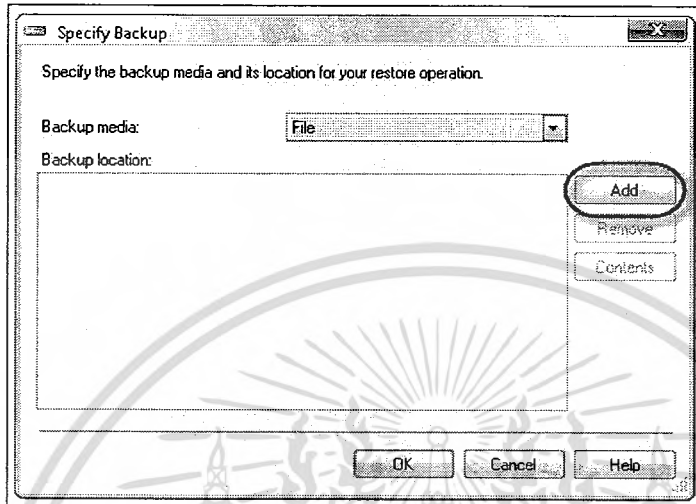 Specify Backup
Specify the backup media and its location for your restore operation.
Backup media:
File
Backup location:
Add
Remove
Contents
OK
Cancel
Help